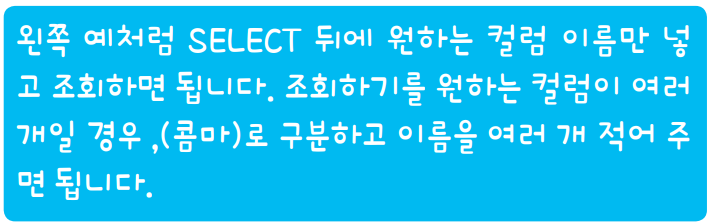 왼쪽 예처럼 SELECT 뒤에 원하는 컬럼 이름만 넣
고 조회하면 됩니다. 조회하기를 원하는 컬럼이 여러
개일 경우 ,(콤마)로 구분하고 이름을 여러 개 적어 주
면 됩니다.